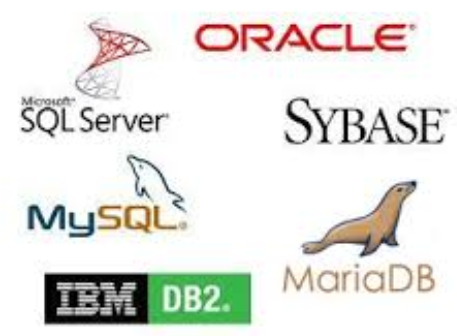 ORACLE®
Microsoft®
SQL Server®
SYBASE®
MySQL®
MariaDB
IBM DB2®